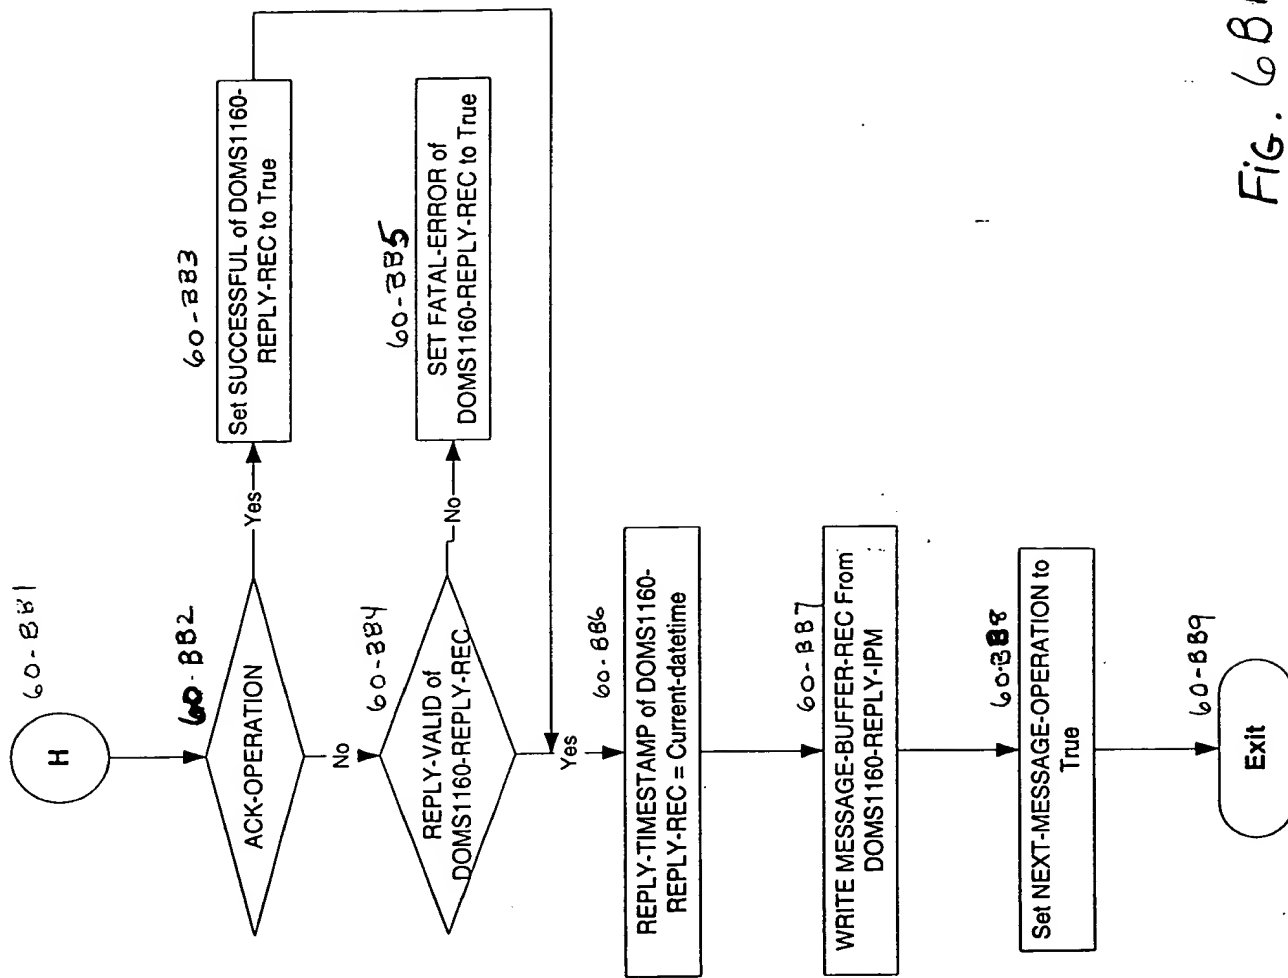 60-BB1
H
60-BB2
ACK-OPERATION
Yes
60-BB3
Set SUCCESSFUL of DOMS1160-
REPLY-REC to True
No
60-BB4
REPLY-VALID of
DOMS1160-REPLY-REC
No
60-BB5
SET FATAL-ERROR of
DOMS1160-REPLY-REC to True
Yes
60-BB6
REPLY-TIMESTAMP of DOMS1160-
REPLY-REC = Current-datetime
60-BB7
WRITE MESSAGE-BUFFER-REC From
DOMS1160-REPLY-IPM
60-BB8
Set NEXT-MESSAGE-OPERATION to
True
60-BB9
Exit
FIG.